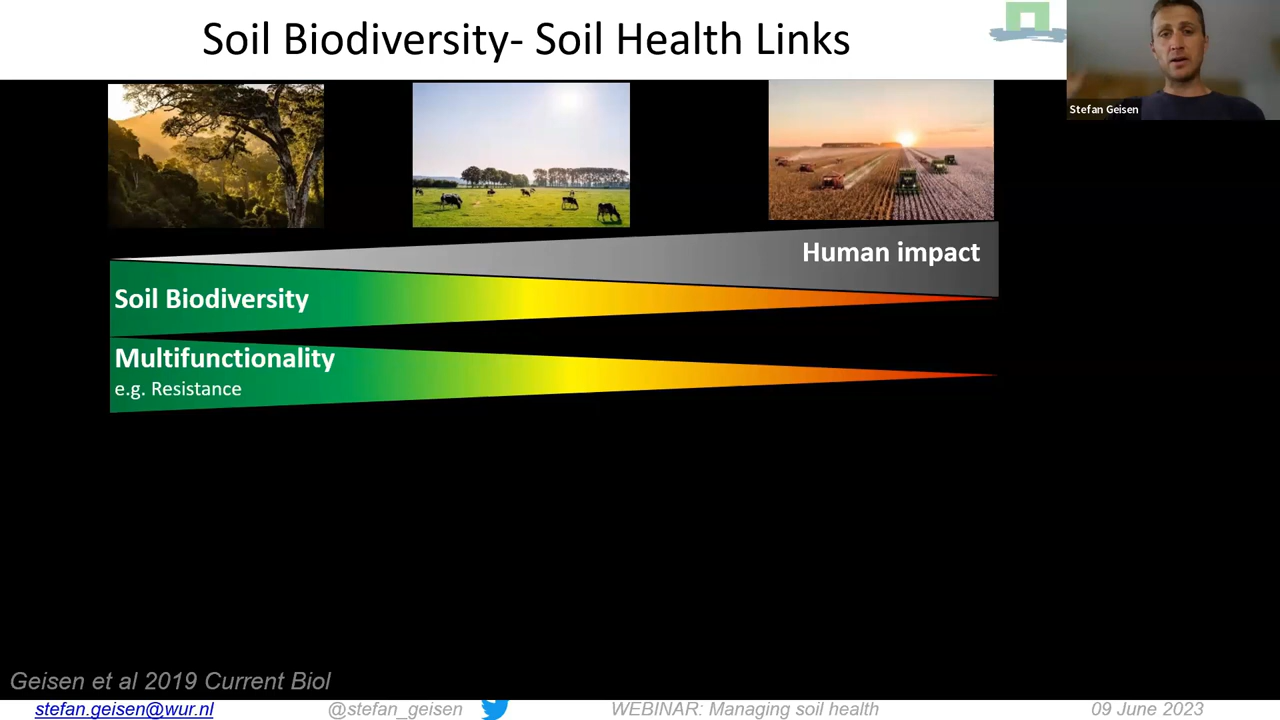 Soil Biodiversity- Soil Health Links
Stefan Geisen
Human impact
Soil Biodiversity
Multifunctionality
e.g. Resistance
Geisen et al 2019 Current Biol
stefan.geisen@wur.nl @stefan_geisen WEBINAR: Managing soil health 09 June 2023